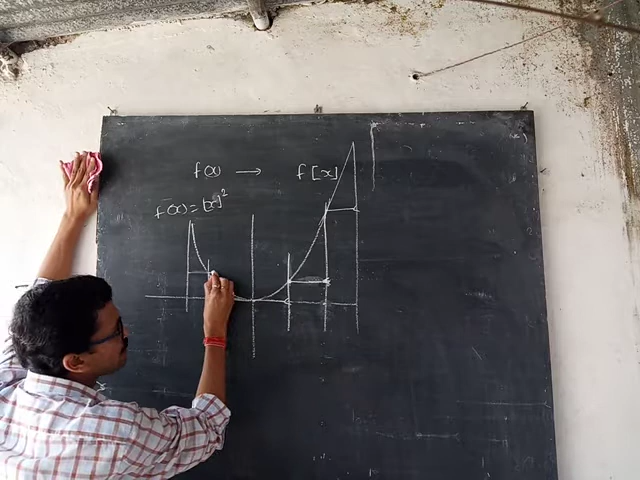 f(x) → f[x]
f(x) = [x]²